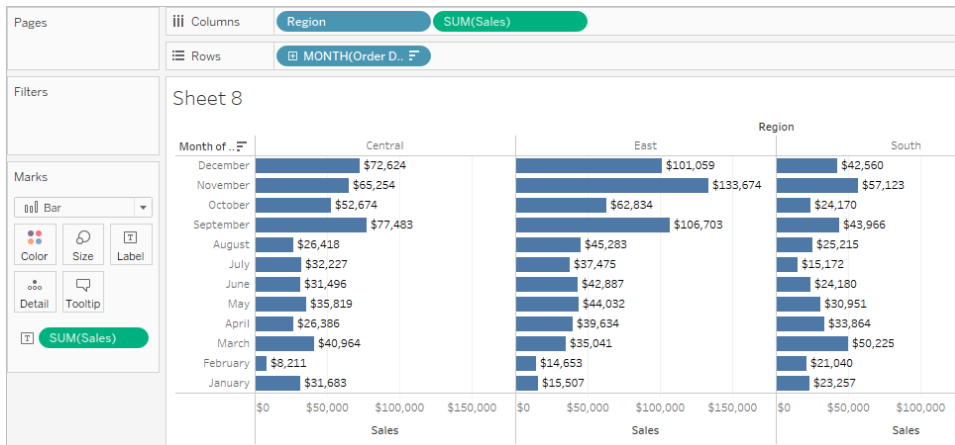 Pages
Columns Region SUM(Sales)
Rows MONTH(Order D..
Filters
Sheet 8
Region
Month of .. Central East South
December $72,624 $101,059 $42,560
November $65,254 $133,674 $57,123
October $52,674 $62,834 $24,170
September $77,483 $106,703 $43,966
August $26,418 $45,283 $25,215
July $32,227 $37,475 $15,172
June $31,496 $42,887 $24,180
May $35,819 $44,032 $30,951
April $26,386 $39,634 $33,864
March $40,964 $35,041 $50,225
February $8,211 $14,653 $21,040
January $31,683 $15,507 $23,257
$0 $50,000 $100,000 $150,000 $0 $50,000 $100,000 $150,000 $0 $50,000 $100,000
Sales Sales Sales
Marks
Bar
Color Size T Label
Detail Tooltip
T SUM(Sales)